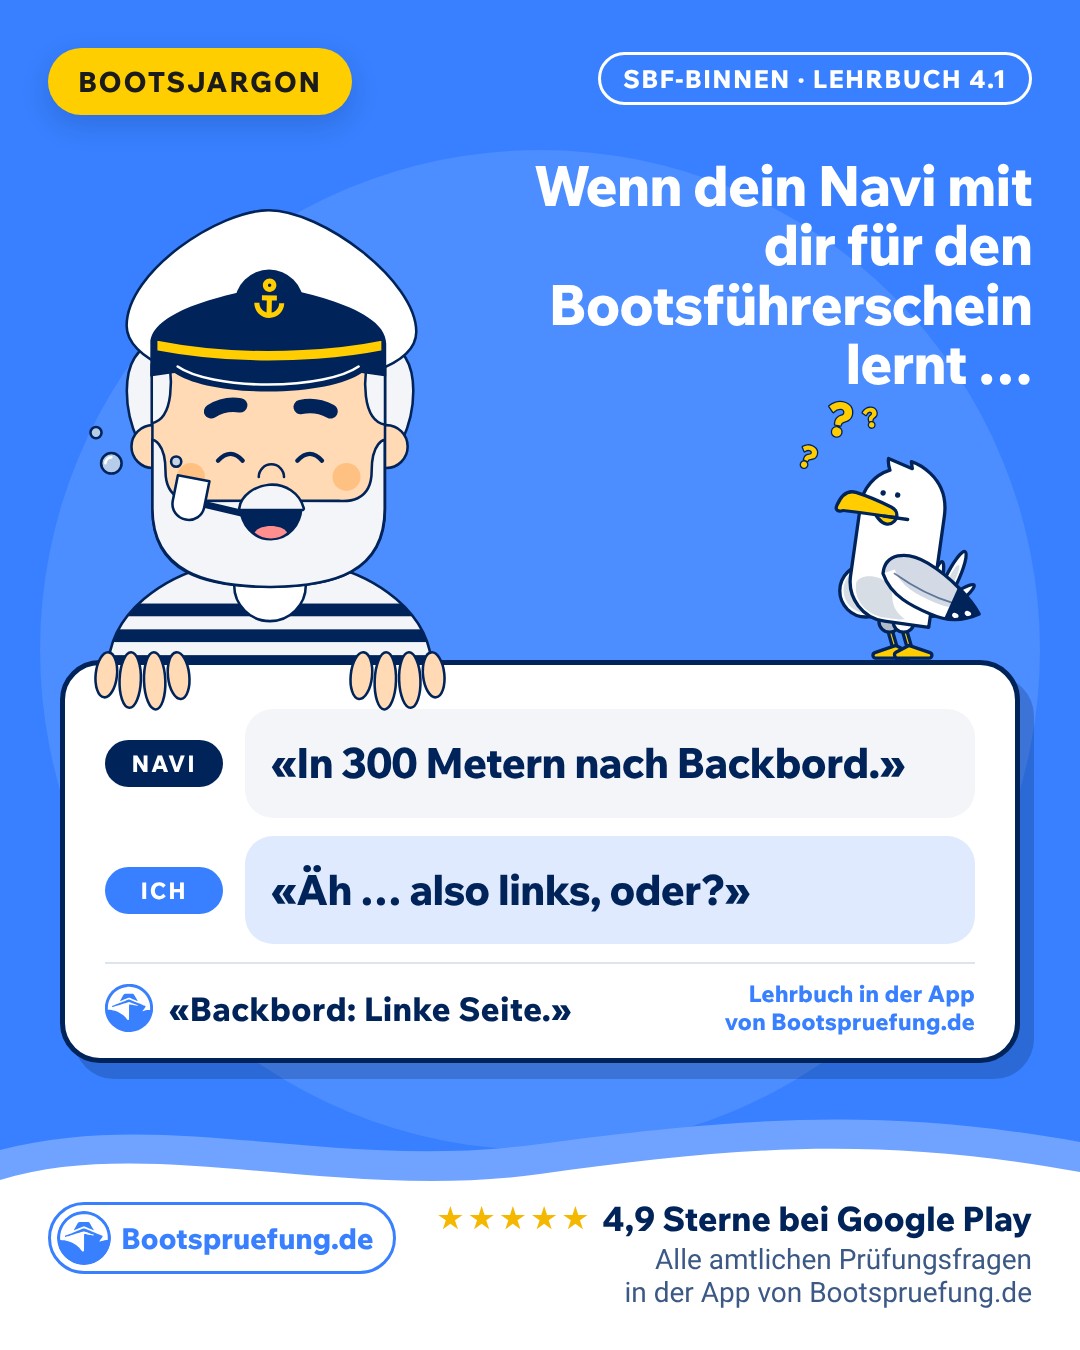 BOOTSJARGON
SBF-BINNEN · LEHRBUCH 4.1
Wenn dein Navi mit
dir für den
Bootsführerschein
lernt …
? ?
?
NAVI
«In 300 Metern nach Backbord.»
ICH
«Äh … also links, oder?»
«Backbord: Linke Seite.»
Lehrbuch in der App
von Bootspruefung.de
Bootspruefung.de
★★★★★ 4,9 Sterne bei Google Play
Alle amtlichen Prüfungsfragen
in der App von Bootspruefung.de